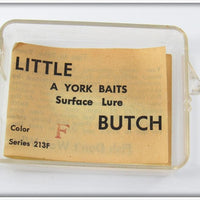 LITTLE
A YORK BAITS
Surface Lure
BUTCH
Color F
Series 213F